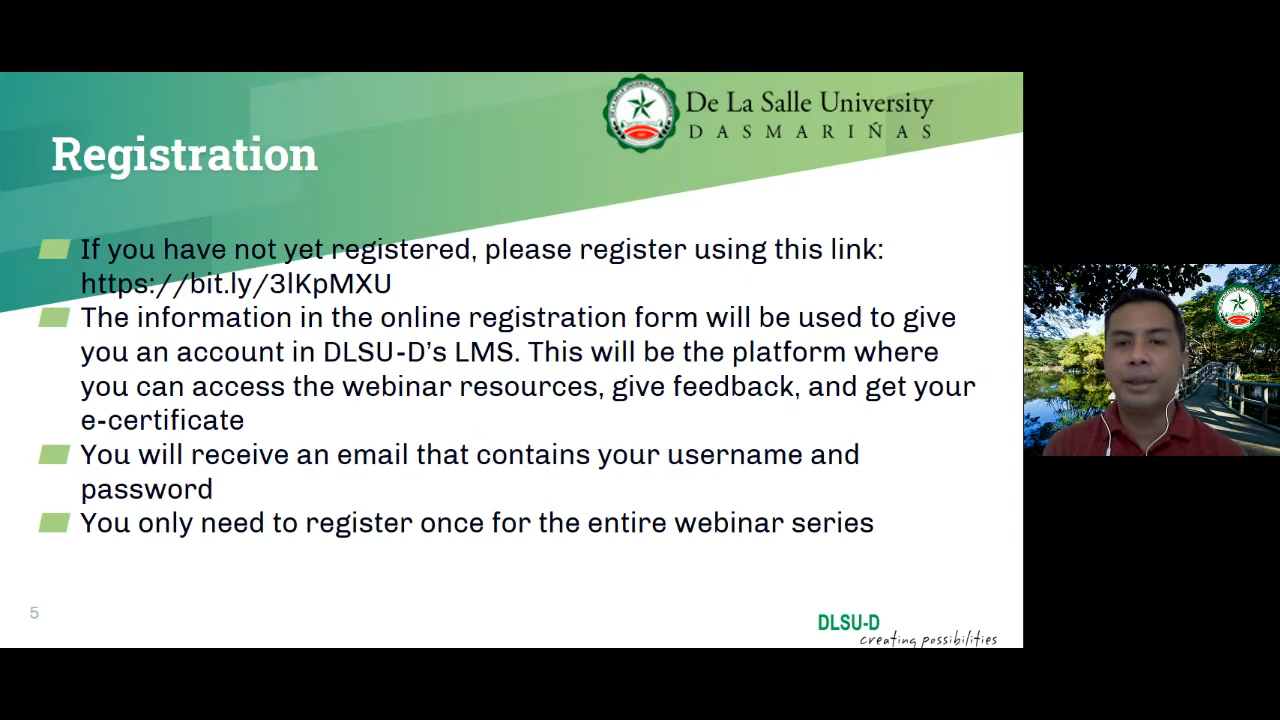 De La Salle University
DASMARIÑAS
Registration
If you have not yet registered, please register using this link:
https://bit.ly/3lKpMXU
The information in the online registration form will be used to give
you an account in DLSU-D’s LMS. This will be the platform where
you can access the webinar resources, give feedback, and get your
e-certificate
You will receive an email that contains your username and
password
You only need to register once for the entire webinar series
5
DLSU-D
creating possibilities